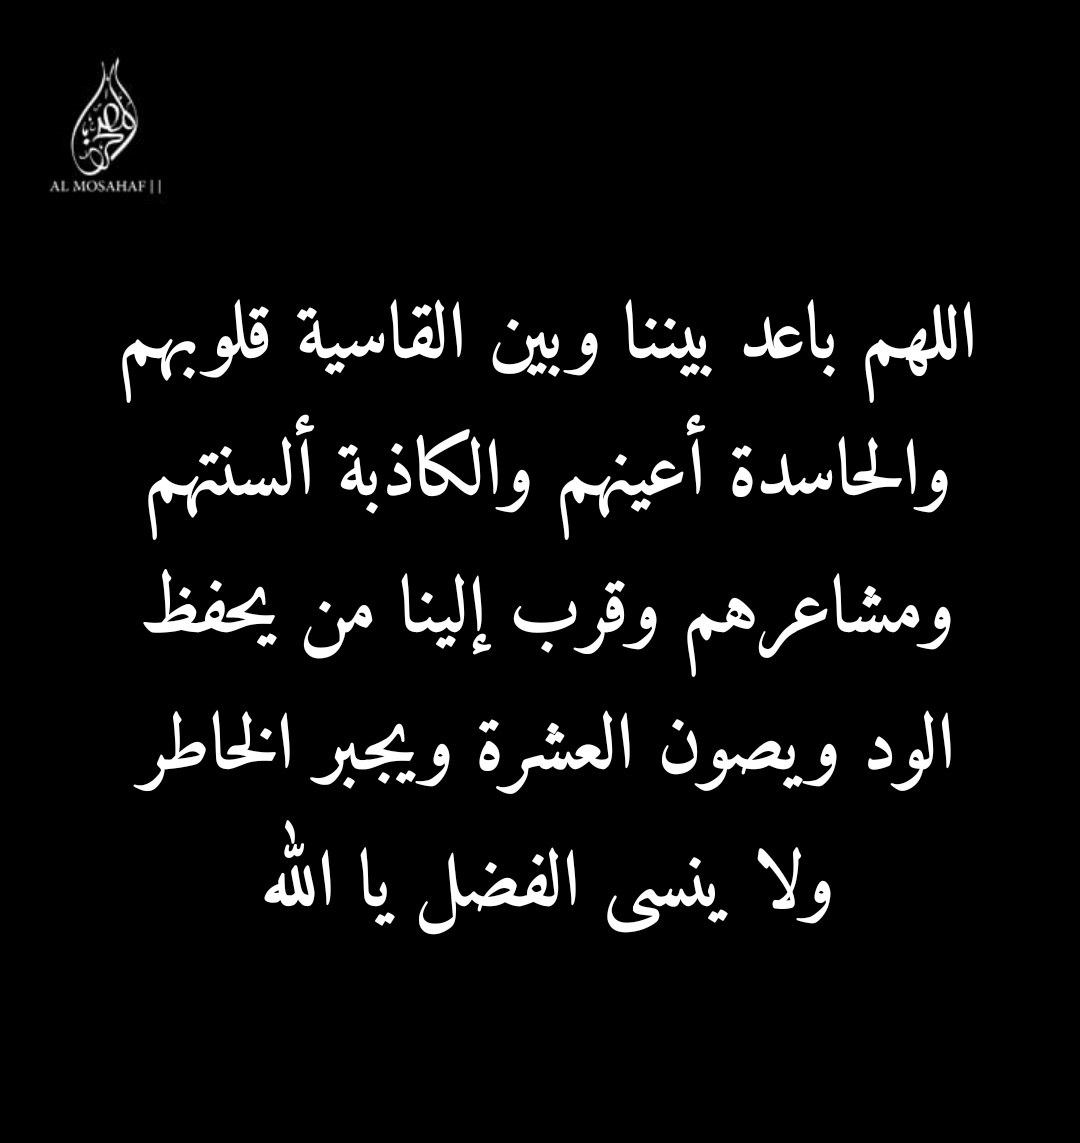 AL MOSAHAF||
اللهم باعد بيننا وبين القاسية قلوبهم
والحاسدة أعينهم والكاذبة ألسنتهم
ومشاعرهم وقرب إلينا من يحفظ
الود ويصون العشرة ويجبر الخاطر
ولا ينسى الفضل يا الله